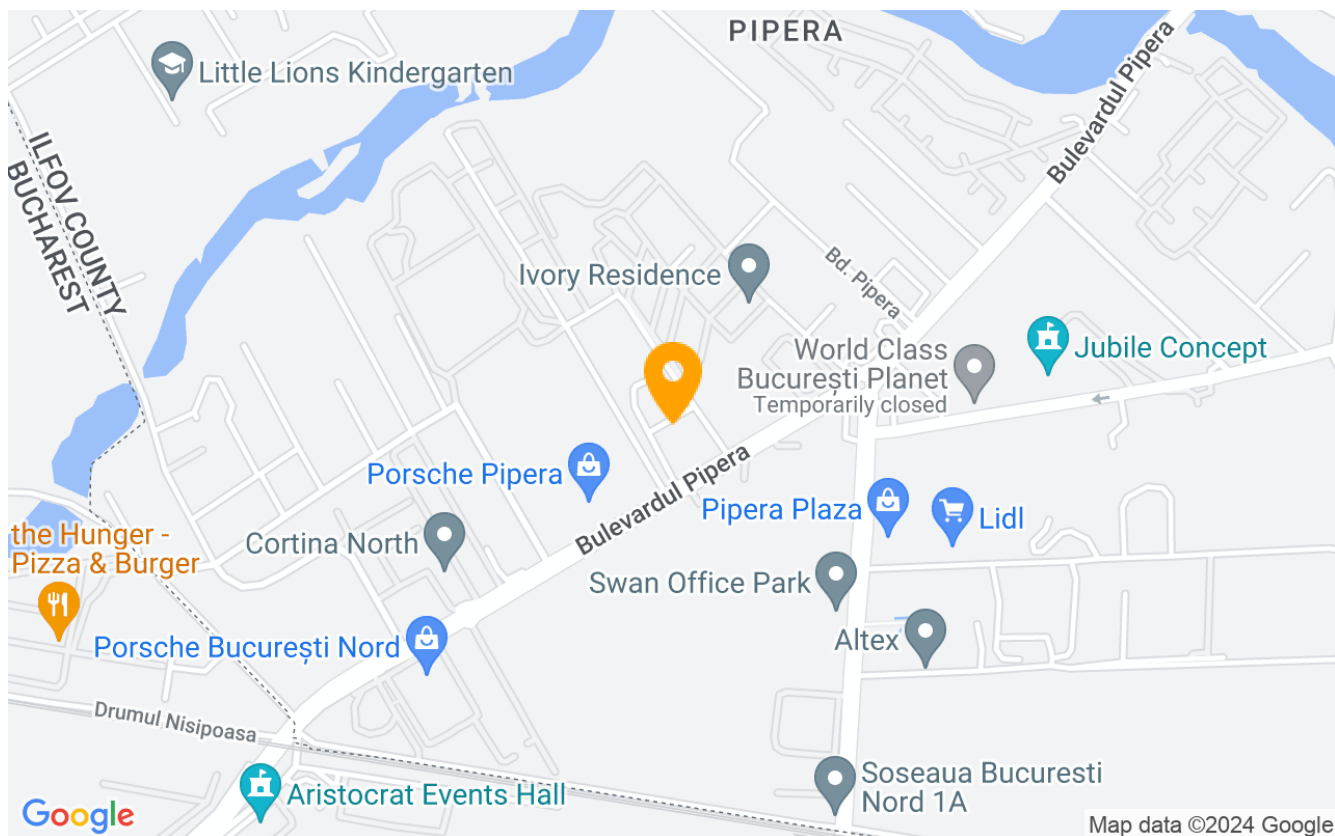 PIPERA
Little Lions Kindergarten
Bulevardul Pipera
ILFOV COUNTY
BUCHAREST
Ivory Residence
Bd. Pipera
World Class
București Planet
Temporarily closed
Jubile Concept
Porsche Pipera
Bulevardul Pipera
Pipera Plaza
Lidl
the Hunger -
Pizza & Burger
Cortina North
Swan Office Park
Altex
Porsche București Nord
Drumul Nisipoasa
Aristocrat Events Hall
Soseaua Bucuresti
Nord 1A
Google
Map data ©2024 Google